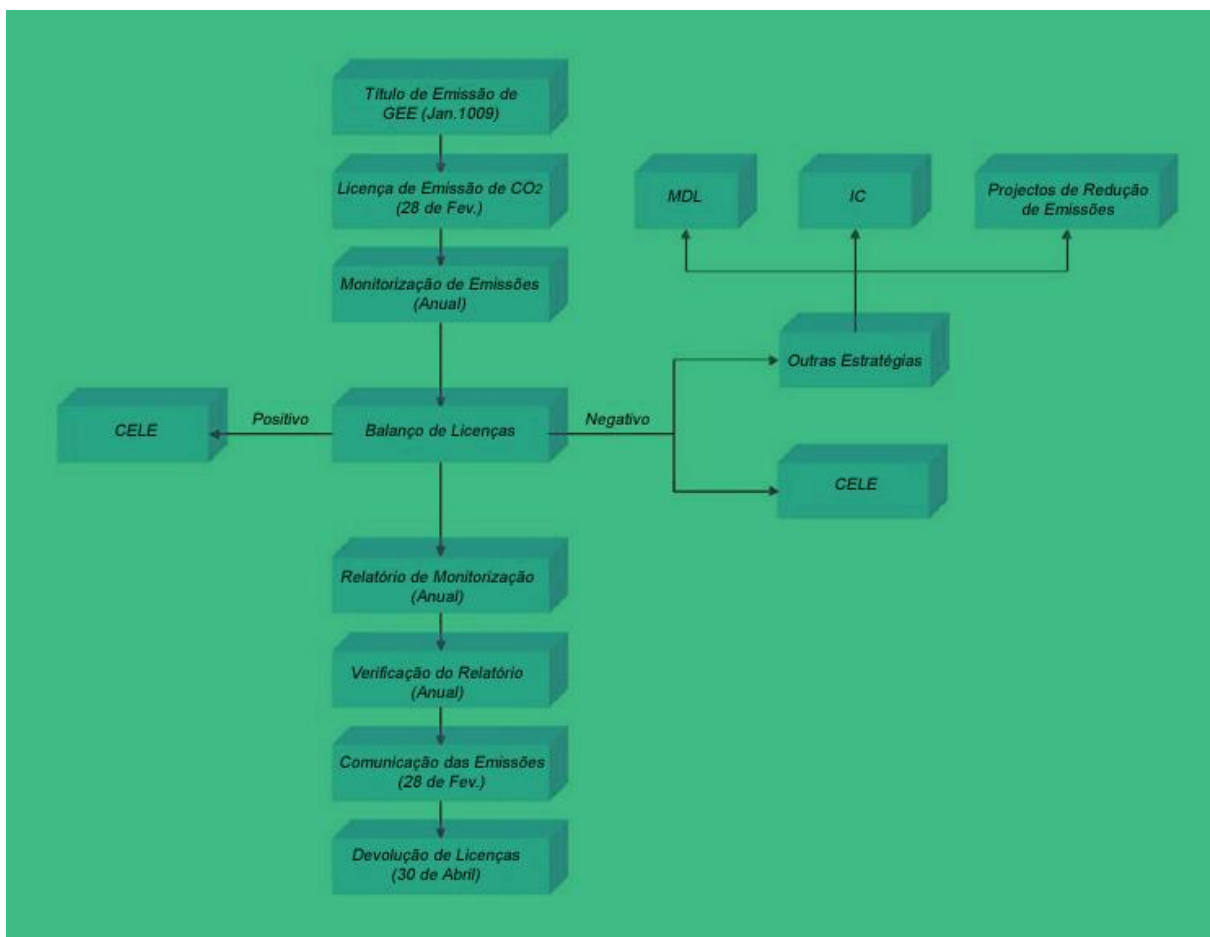 Título de Emissão de
GEE (Jan.1009)
Licença de Emissão de CO2
(28 de Fev.)
MDL
IC
Projectos de Redução
de Emissões
Monitorização de Emissões
(Anual)
Outras Estratégias
CELE
Positivo
Balanço de Licenças
Negativo
CELE
Relatório de Monitorização
(Anual)
Verificação do Relatório
(Anual)
Comunicação das Emissões
(28 de Fev.)
Devolução de Licenças
(30 de Abril)